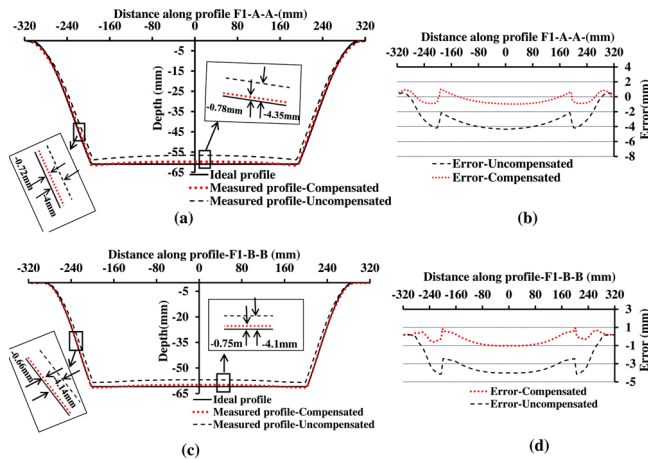 Distance along profile F1-A-A-(mm)
-320 -240 -160 -80 0 80 160 240 320
-5
-15
-25
-35
-45
-55
-65
Depth (mm)
-0.78mm
-4.35mm
-0.72mm
-4mm
Ideal profile
Measured profile-Compensated
Measured profile-Uncompensated
(a)
Distance along profile F1-A-A-(mm)
-320 -240 -160 -80 0 80 160 240 320
4
2
0
-2
-4
-6
-8
Error(mm)
Error-Uncompensated
Error-Compensated
(b)
Distance along profile-F1-B-B (mm)
-320 -240 -160 -80 0 80 160 240 320
-5
-20
-35
-50
-65
Depth(mm)
-0.75m
-4.1mm
-0.66mm
-4.14mm
Ideal profile
Measured profile-Compensated
Measured profile-Uncompensated
(c)
Distance along profile-F1-B-B (mm)
-320 -240 -160 -80 0 80 160 240 320
3
1
-1
-3
-5
Error (mm)
Error-Compensated
Error-Uncompensated
(d)